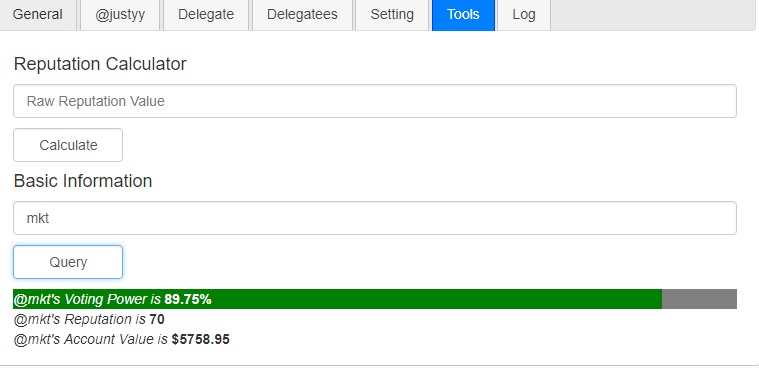 General @justyy Delegate Delegatees Setting Tools Log
Reputation Calculator
Raw Reputation Value
Calculate
Basic Information
mkt
Query
@mkt's Voting Power is 89.75%
@mkt's Reputation is 70
@mkt's Account Value is $5758.95